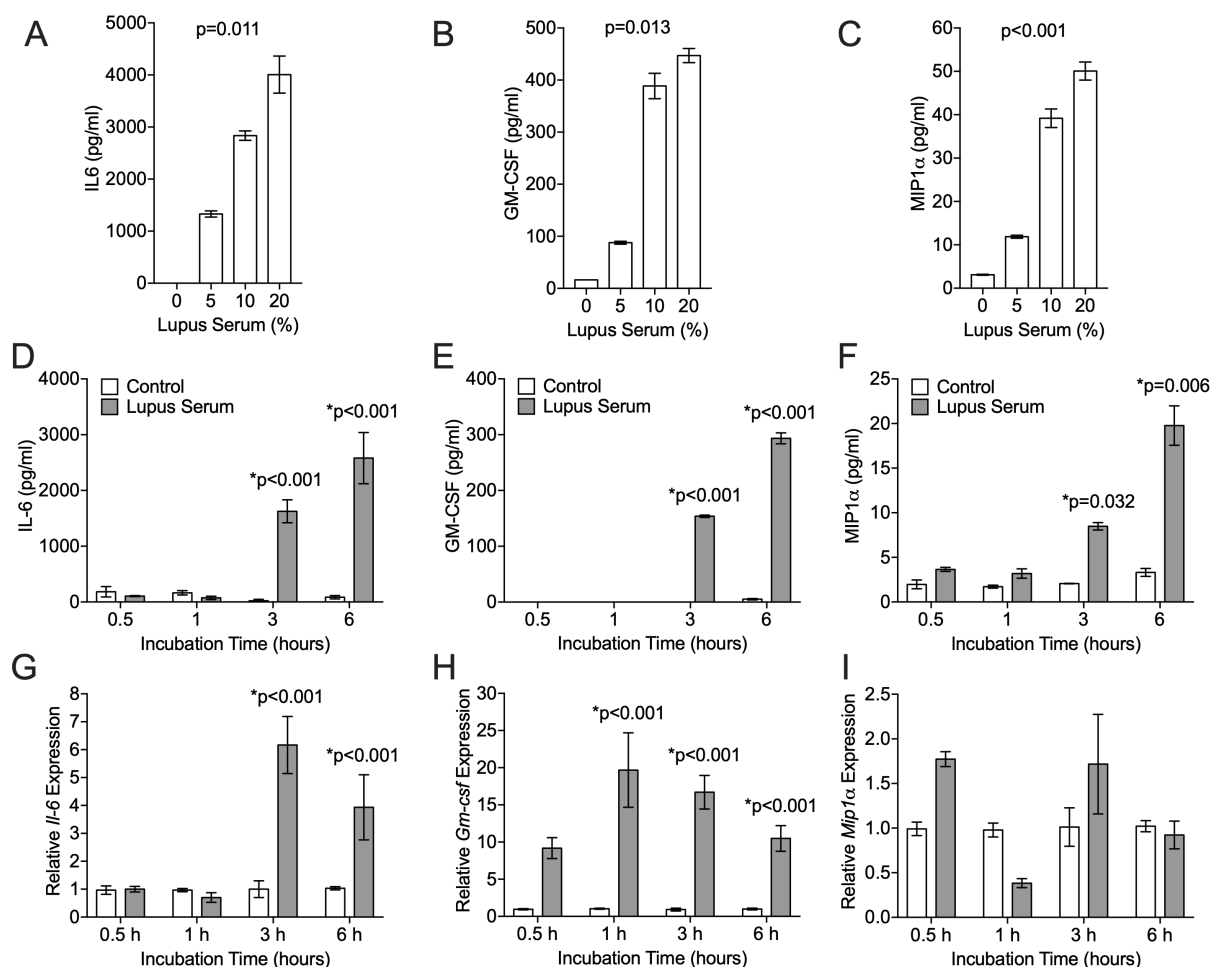 A
p=0.011
IL6 (pg/ml)
5000
4000
3000
2000
1000
0
0 5 10 20
Lupus Serum (%)
B
p=0.013
GM-CSF (pg/ml)
500
400
300
200
100
0
0 5 10 20
Lupus Serum (%)
C
p<0.001
MIP1α (pg/ml)
60
50
40
30
20
10
0
0 5 10 20
Lupus Serum (%)
D
Control
Lupus Serum
*p<0.001
*p<0.001
IL-6 (pg/ml)
4000
3000
2000
1000
0
0.5 1 3 6
Incubation Time (hours)
E
Control
Lupus Serum
*p<0.001
*p<0.001
GM-CSF (pg/ml)
400
300
200
100
0
0.5 1 3 6
Incubation Time (hours)
F
Control
Lupus Serum
*p=0.006
*p=0.032
MIP1α (pg/ml)
25
20
15
10
5
0
0.5 1 3 6
Incubation Time (hours)
G
*p<0.001
*p<0.001
Relative Il-6 Expression
8
7
6
5
4
3
2
1
0
0.5 h 1 h 3 h 6 h
Incubation Time (hours)
H
*p<0.001
*p<0.001
*p<0.001
Relative Gm-csf Expression
30
25
20
15
10
5
0
0.5 h 1 h 3 h 6 h
Incubation Time (hours)
I
Relative Mip1α Expression
2.5
2.0
1.5
1.0
0.5
0.0
0.5 h 1 h 3 h 6 h
Incubation Time (hours)